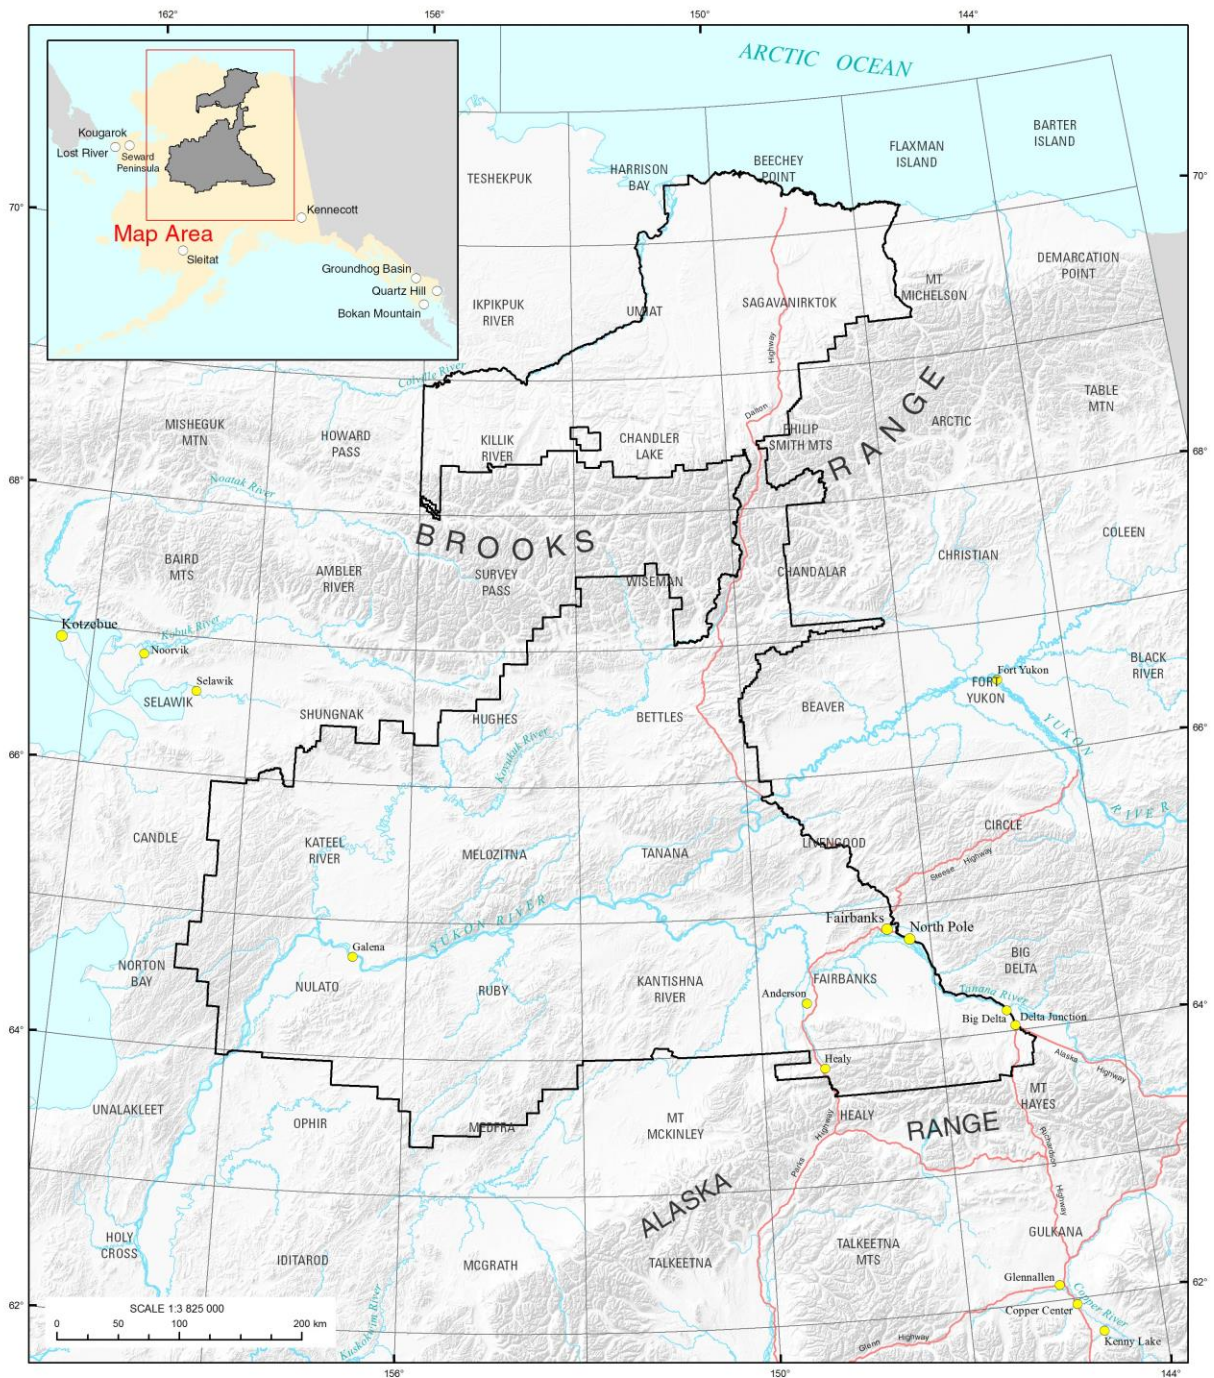 162°
156°
150°
144°
ARCTIC OCEAN
Kougarok
Lost River
Seward
Peninsula
Kennecott
Map Area
Sleitat
Groundhog Basin
Quartz Hill
Bokan Mountain
BARTER
ISLAND
FLAXMAN
ISLAND
BEECHEY
POINT
HARRISON
BAY
TESHEKPUK
70°
70°
DEMARCATION
POINT
MT
MICHELSON
SAGAVANIRKTOK
UMIAT
IKPIKPUK
RIVER
Highway
Colville River
Dalton
TABLE
MTN
ARCTIC
PHILIP
SMITH MTS
CHANDLER
LAKE
KILLIK
RIVER
HOWARD
PASS
MISHEGUK
MTN
68°
68°
BROOKS
RANGE
Noatak River
COLEEN
CHRISTIAN
CHANDALAR
WISEMAN
SURVEY
PASS
AMBLER
RIVER
BAIRD
MTS
Kotzebue
Kobuk River
Noorvik
Selawik
SELAWIK
SHUNGNAK
HUGHES
BETTLES
BEAVER
Fort Yukon
FORT
YUKON
BLACK
RIVER
Koyukuk River
YUKON
RIVER
66°
66°
CANDLE
KATEEL
RIVER
MELOZITNA
TANANA
LIVENGOOD
CIRCLE
Steese Highway
Fairbanks
North Pole
YUKON RIVER
Galena
NORTON
BAY
NULATO
RUBY
KANTISHNA
RIVER
Anderson
FAIRBANKS
BIG
DELTA
Tanana River
Big Delta
Delta Junction
64°
64°
Healy
Alaska
Highway
MT
HAYES
UNALAKLEET
OPHIR
MEDFRA
MT
MCKINLEY
HEALY
RANGE
Parks
Highway
Richardson
Highway
ALASKA
HOLY
CROSS
IDITAROD
MCGRATH
TALKEETNA
TALKEETNA
MTS
GULKANA
Glennallen
Copper Center
Copper River
Kenny Lake
Glenn
Highway
Kuskokwim River
62°
62°
SCALE 1:3 825 000
0
50
100
200 km
156°
150°
144°